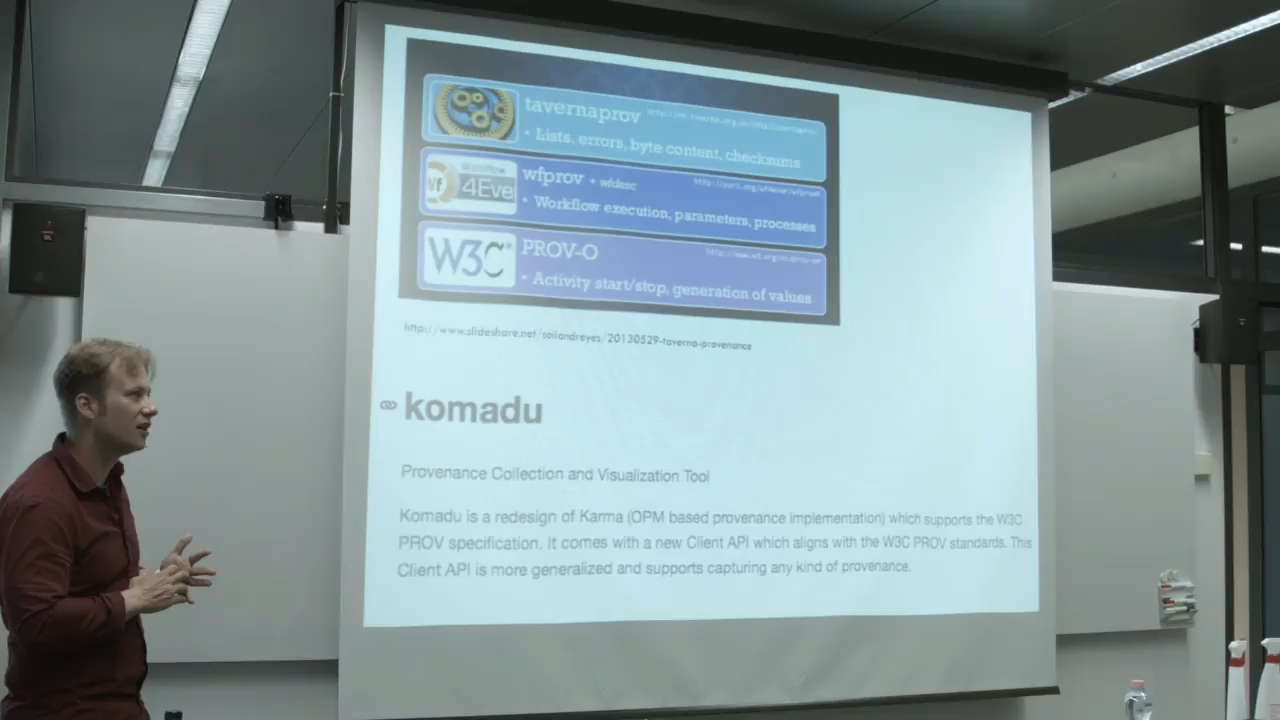 tavernaprov
• Lists, errors, byte content, checksums
Workflow
4Eve
wfprov + wfdesc
• Workflow execution, parameters, processes
W3C
PROV-O
• Activity start/stop, generation of values
http://www.slideshare.net/soilandreyes/20130529-taverna-provenance
komadu
Provenance Collection and Visualization Tool
Komadu is a redesign of Karma (OPM based provenance implementation) which supports the W3C
PROV specification. It comes with a new Client API which aligns with the W3C PROV standards. This
Client API is more generalized and supports capturing any kind of provenance.